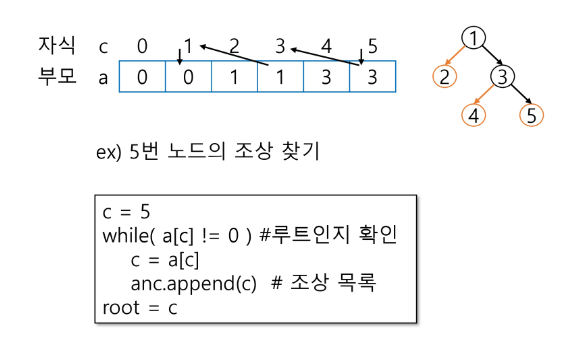 자식 c 0 1 2 3 4 5
부모 a 0 0 1 1 3 3
1
2 3
4 5
ex) 5번 노드의 조상 찾기
c = 5
while( a[c] != 0 ) #루트인지 확인
c = a[c]
anc.append(c) # 조상 목록
root = c